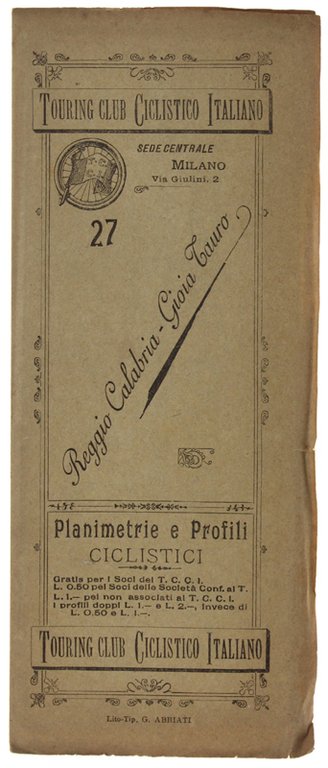 TOURING CLUB CICLISTICO ITALIANO
T. C.
C. I.
SEDE CENTRALE
MILANO
Via Giulini, 2
27
Reggio Calabria - Gioia Tauro
Planimetrie e Profili
CICLISTICI
Gratis per i Soci del T. C. C. I.
L. 0.50 pei Soci delle Società Conf. al T.
L. 1.— pei non associati al T. C. C. I.
I profili doppi L. 1.— e L. 2.—, invece di
L. 0.50 e L. 1.—.
TOURING CLUB CICLISTICO ITALIANO
Lito-Tip. G. ABBIATI